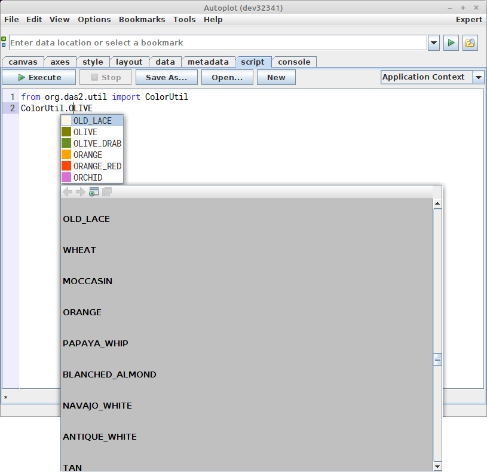 Autoplot (dev32341)
File Edit View Options Bookmarks Tools Help Expert
Enter data location or select a bookmark
canvas axes style layout data metadata script console
Execute Stop Save As... Open... New Application Context
1 from org.das2.util import ColorUtil
2 ColorUtil.OLIVE
OLD_LACE
OLIVE
OLIVE_DRAB
ORANGE
ORANGE_RED
ORCHID
OLD_LACE
WHEAT
MOCCASIN
ORANGE
PAPAYA_WHIP
BLANCHED_ALMOND
NAVAJO_WHITE
ANTIQUE_WHITE
TAN
*